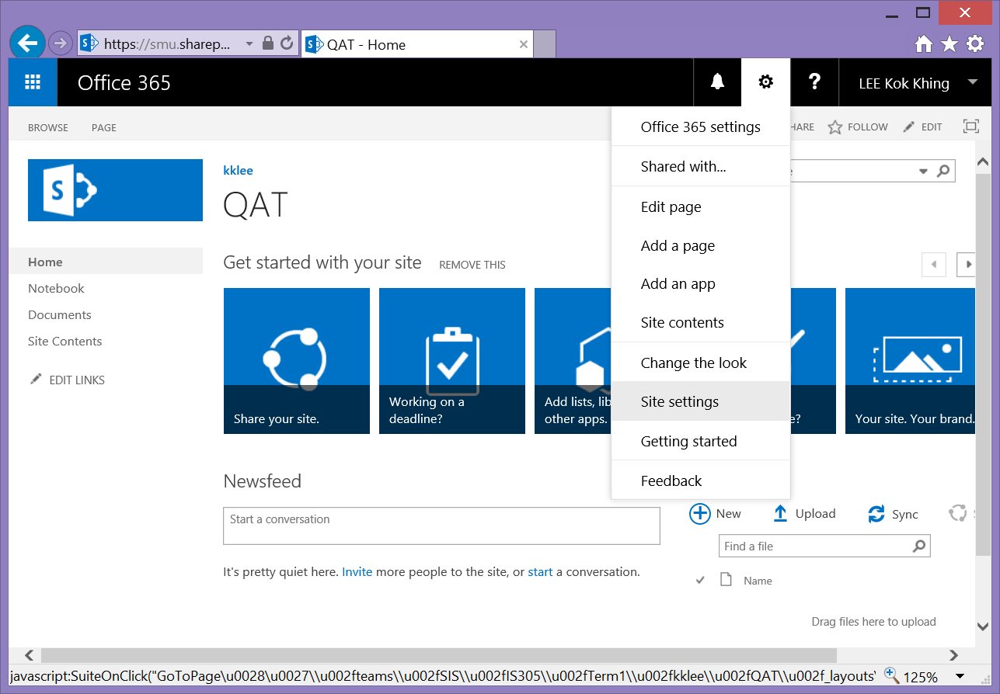 https://smu.sharep...
QAT - Home
Office 365
?
LEE Kok Khing
BROWSE
PAGE
HARE
FOLLOW
EDIT
kklee
QAT
Home
Notebook
Documents
Site Contents
EDIT LINKS
Get started with your site
REMOVE THIS
Share your site.
Working on a
deadline?
Add lists, lib
other apps.
e?
Your site. Your brand.
Office 365 settings
Shared with...
Edit page
Add a page
Add an app
Site contents
Change the look
Site settings
Getting started
Feedback
Newsfeed
Start a conversation
It's pretty quiet here. Invite more people to the site, or start a conversation.
New
Upload
Sync
Find a file
Name
Drag files here to upload
javascript:SuiteOnClick("GoToPage\u0028\u0027\\u002fteams\\u002fSIS\\u002fIS305\\u002fTerm1\\u002fkklee\\u002fQAT\\u002f_layouts'
125%